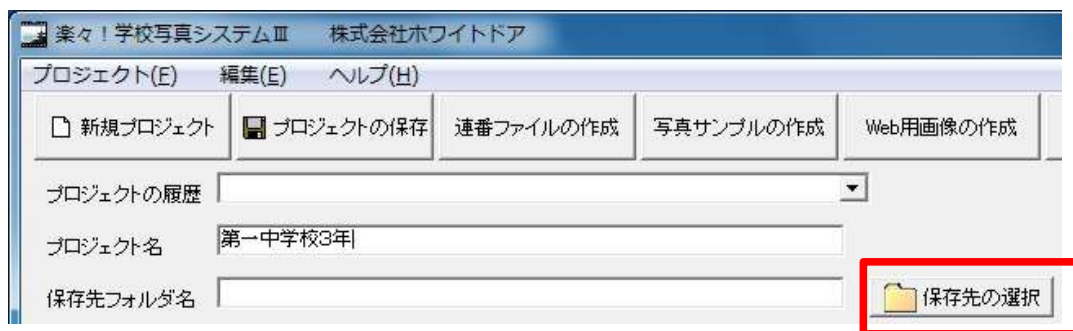 楽々！学校写真システムⅢ　　株式会社ホワイトドア
プロジェクト(F)　編集(E)　ヘルプ(H)
新規プロジェクト　プロジェクトの保存　連番ファイルの作成　写真サンプルの作成　Web用画像の作成
プロジェクトの履歴
プロジェクト名　第一中学校3年
保存先フォルダ名　保存先の選択